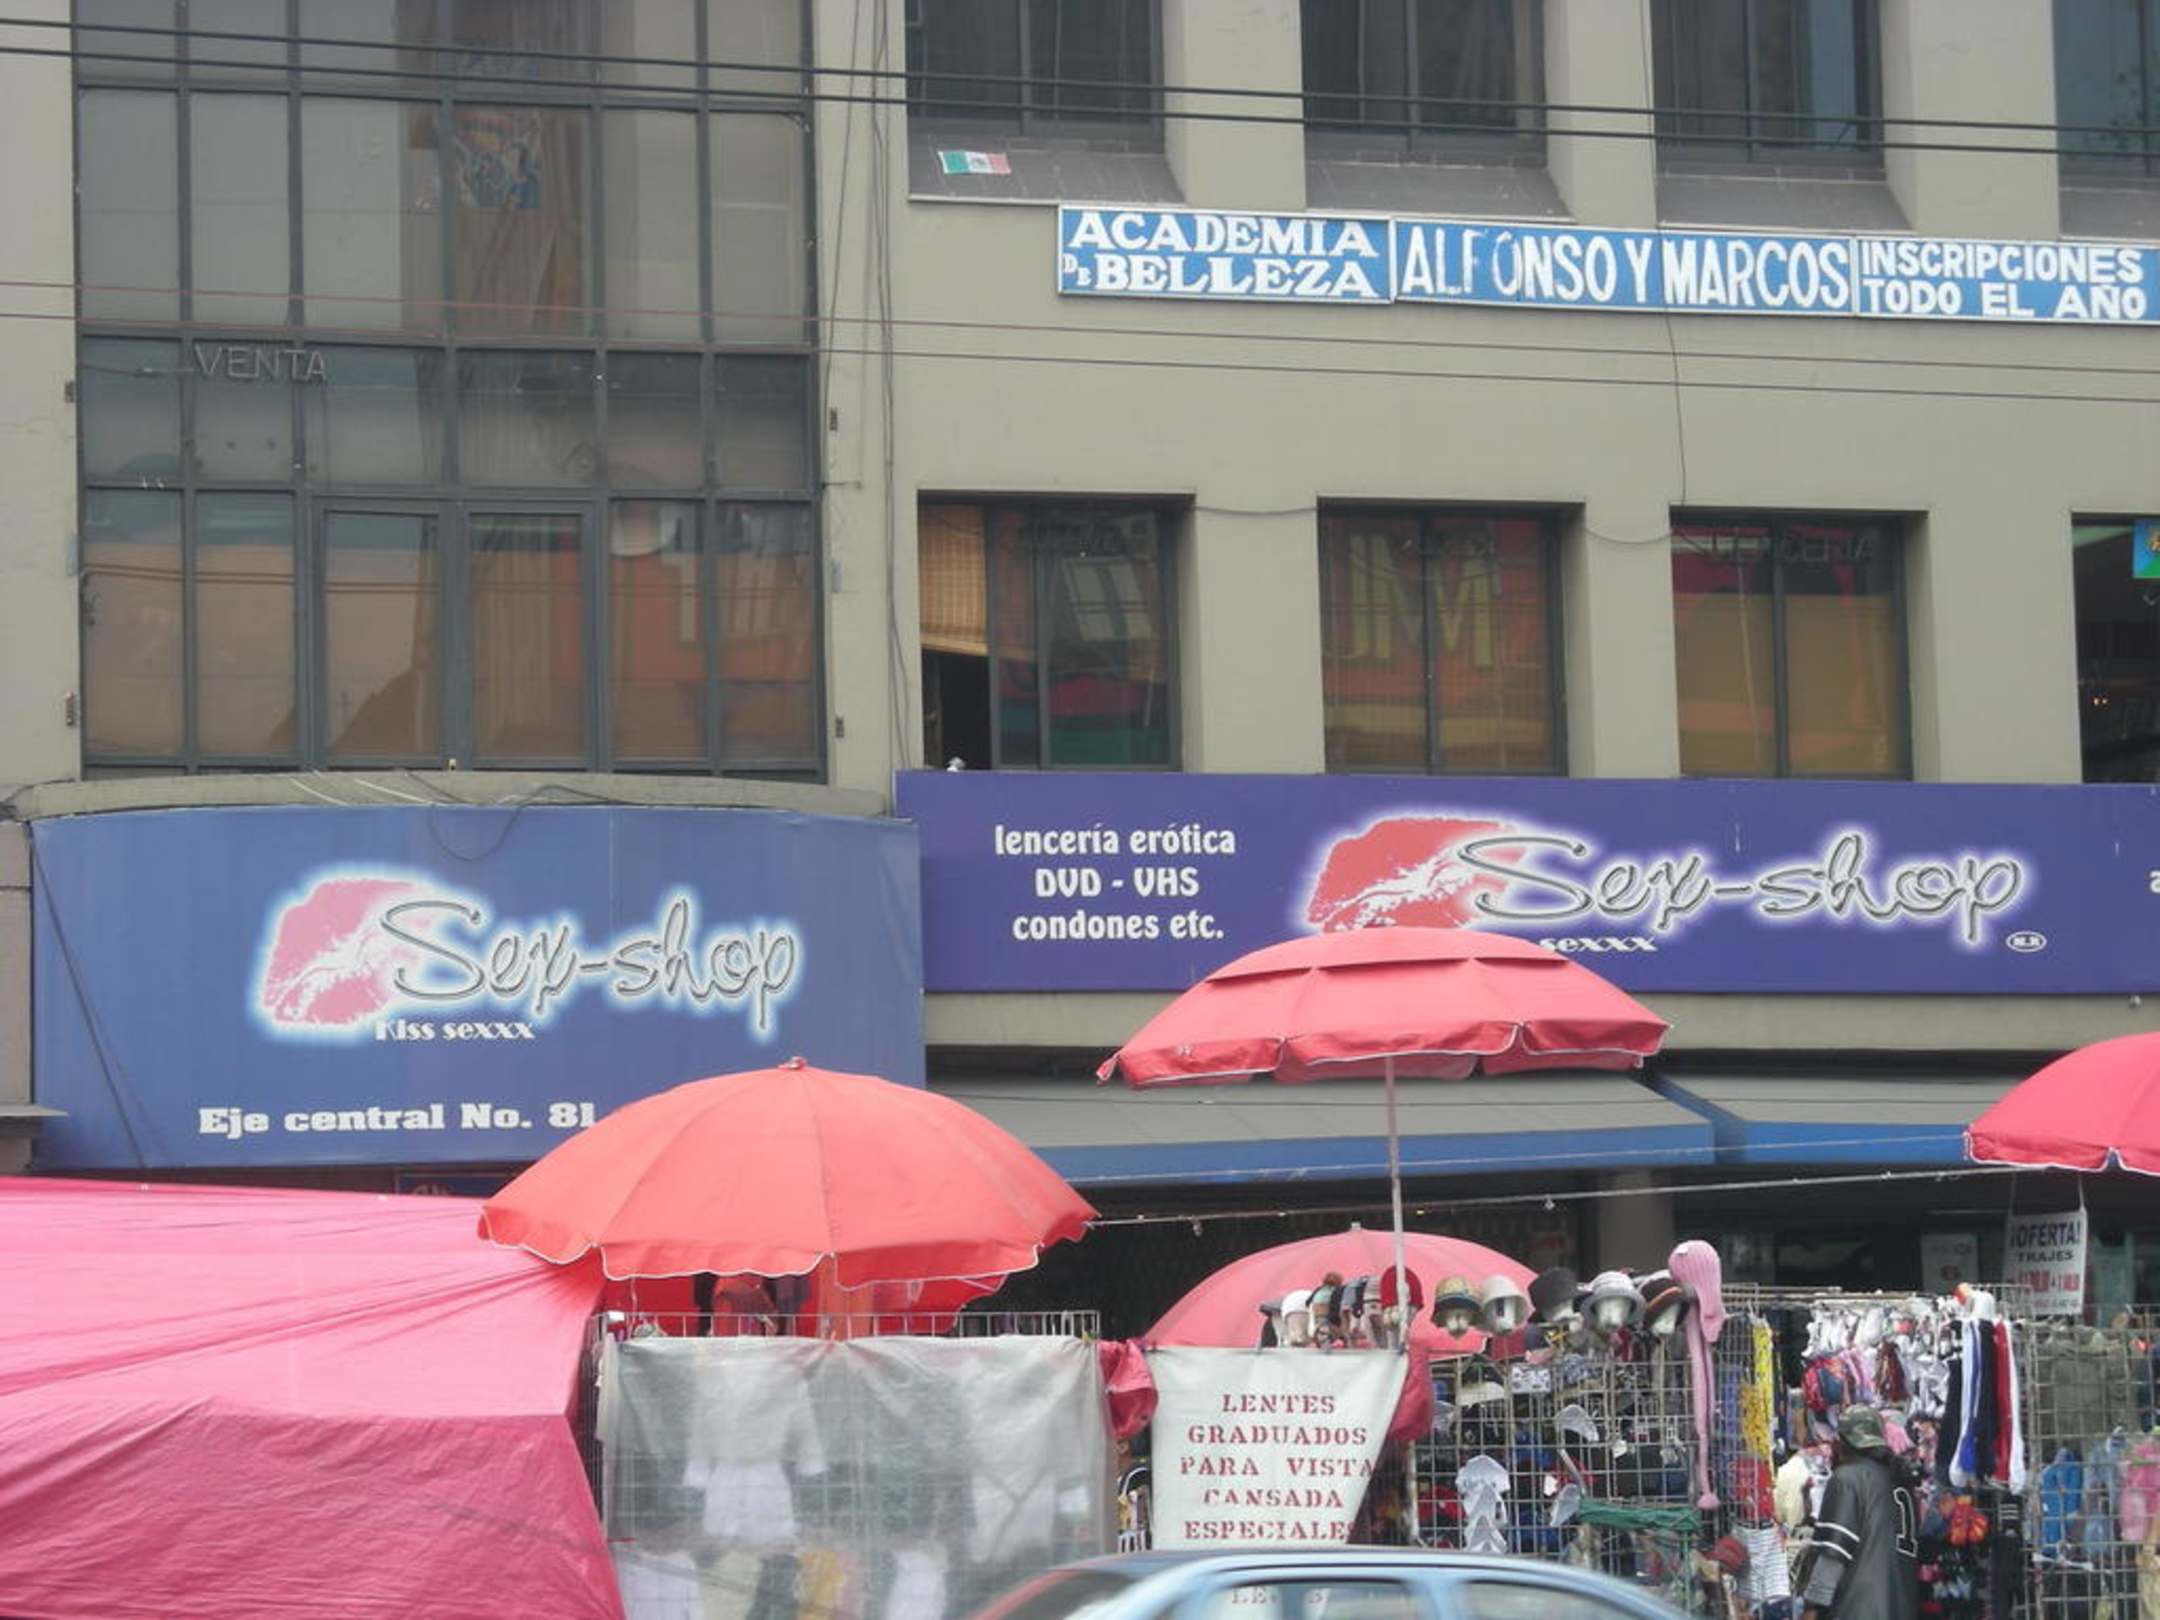 ACADEMIA
DE BELLEZA
ALFONSO Y MARCOS
INSCRIPCIONES
TODO EL AÑO
VENTA
lencería erótica
DVD - VHS
condones etc.
Sex-shop
sexxx
M.R
Sex-shop
Kiss sexxx
Eje central No. 81
¡OFERTA!
TRAJES
LENTES
GRADUADOS
PARA VISTA
CANSADA
ESPECIALES
1